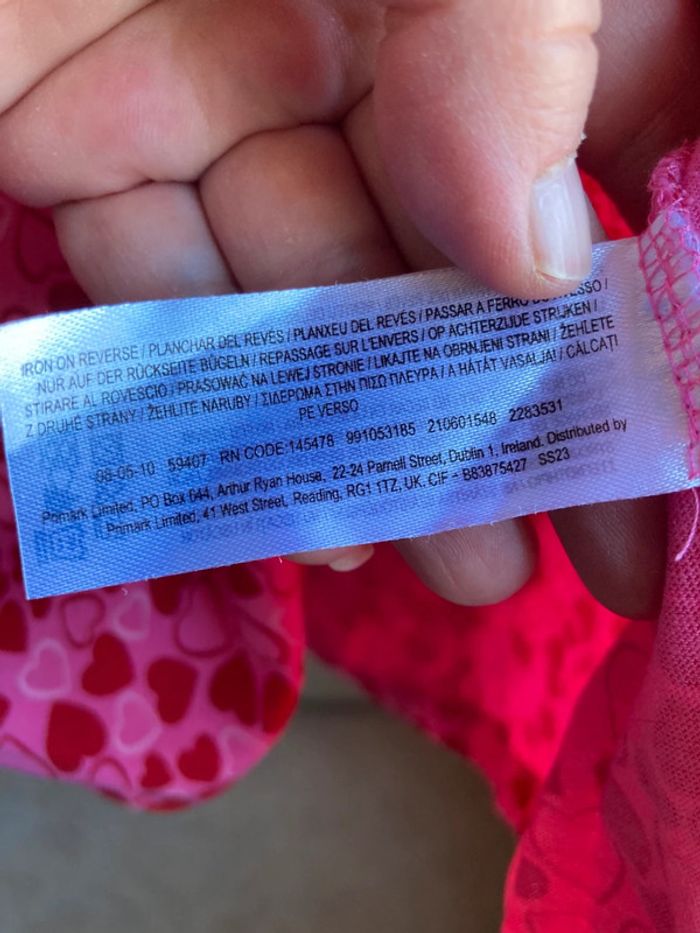 IRON ON REVERSE / PLANCHAR DEL REVÉS / PLANXEU DEL REVÉS / PASSAR A FERRO DO AVESSO /
NUR AUF DER RÜCKSEITE BÜGELN / REPASSAGE SUR L'ENVERS / OP ACHTERZIJDE STRIJKEN /
STIRARE AL ROVESCIO / PRASOWAĆ NA LEWEJ STRONIE / LIKAJTE NA OBRNJENI STRANI / ŽEHLETE
Z DRUHÉ STRANY / ŽEHLITE NARUBY / ΣΙΔΕΡΩΜΑ ΣΤΗΝ ΠΙΣΩ ΠΛΕΥΡΑ / A HÁTÁT VASALJA! / CĂLCAȚI
PE VERSO
08-05-10 59407 RN CODE:145478 991053185 210601548 2283531
Primark Limited, PO Box 644, Arthur Ryan House, 22-24 Parnell Street, Dublin 1, Ireland. Distributed by
Primark Limited, 41 West Street, Reading, RG1 1TZ, UK. CIF - B83875427 SS23